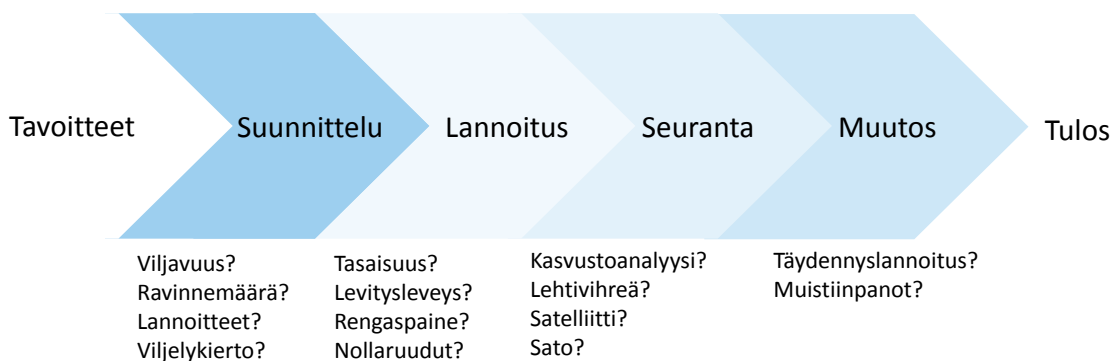 Tavoitteet
Suunnittelu
Lannoitus
Seuranta
Muutos
Tulos
Viljavuus?
Ravinnemäärä?
Lannoitteet?
Viljelykierto?
Tasaisuus?
Levitysleveys?
Rengaspaine?
Nollaruudut?
Kasvustoanalyysi?
Lehtivihreä?
Satelliitti?
Sato?
Täydennyslannoitus?
Muistiinpanot?